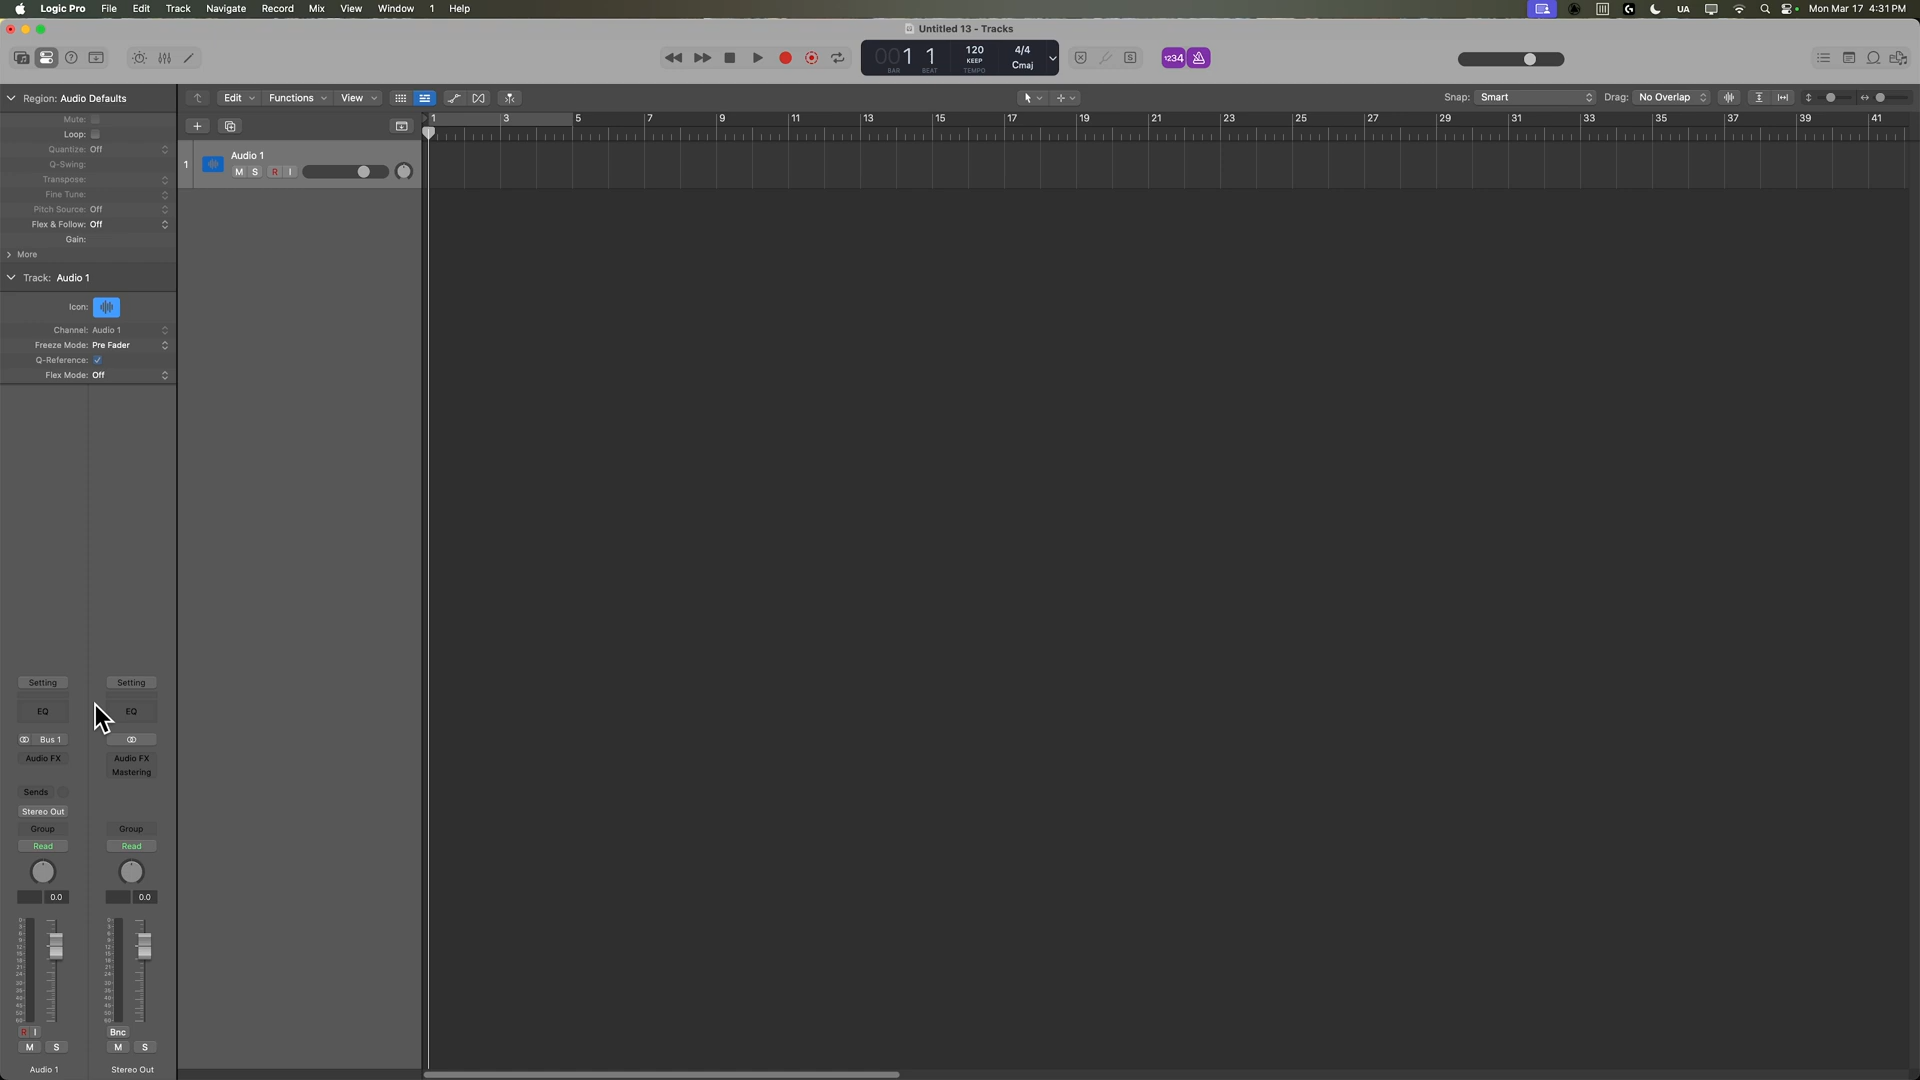 Logic Pro File Edit Track Navigate Record Mix View Window 1 Help
UA Mon Mar 17 4:31 PM
Untitled 13 - Tracks
001 1
BAR BEAT
120
KEEP
TEMPO
4/4
Cmaj
S
1234
Region: Audio Defaults
Edit Functions View
Snap: Smart Drag: No Overlap
Mute:
Loop:
Quantize: Off
Q-Swing:
Transpose:
Fine Tune:
Pitch Source: Off
Flex & Follow: Off
Gain:
More
Track: Audio 1
Icon:
Channel: Audio 1
Freeze Mode: Pre Fader
Q-Reference:
Flex Mode: Off
1 3 5 7 9 11 13 15 17 19 21 23 25 27 29 31 33 35 37 39 41
1 Audio 1
M S R I
Setting Setting
EQ EQ
Bus 1
Audio FX Audio FX
Mastering
Sends
Stereo Out
Group Group
Read Read
0.0 0.0
R I Bnc
M S M S
Audio 1 Stereo Out